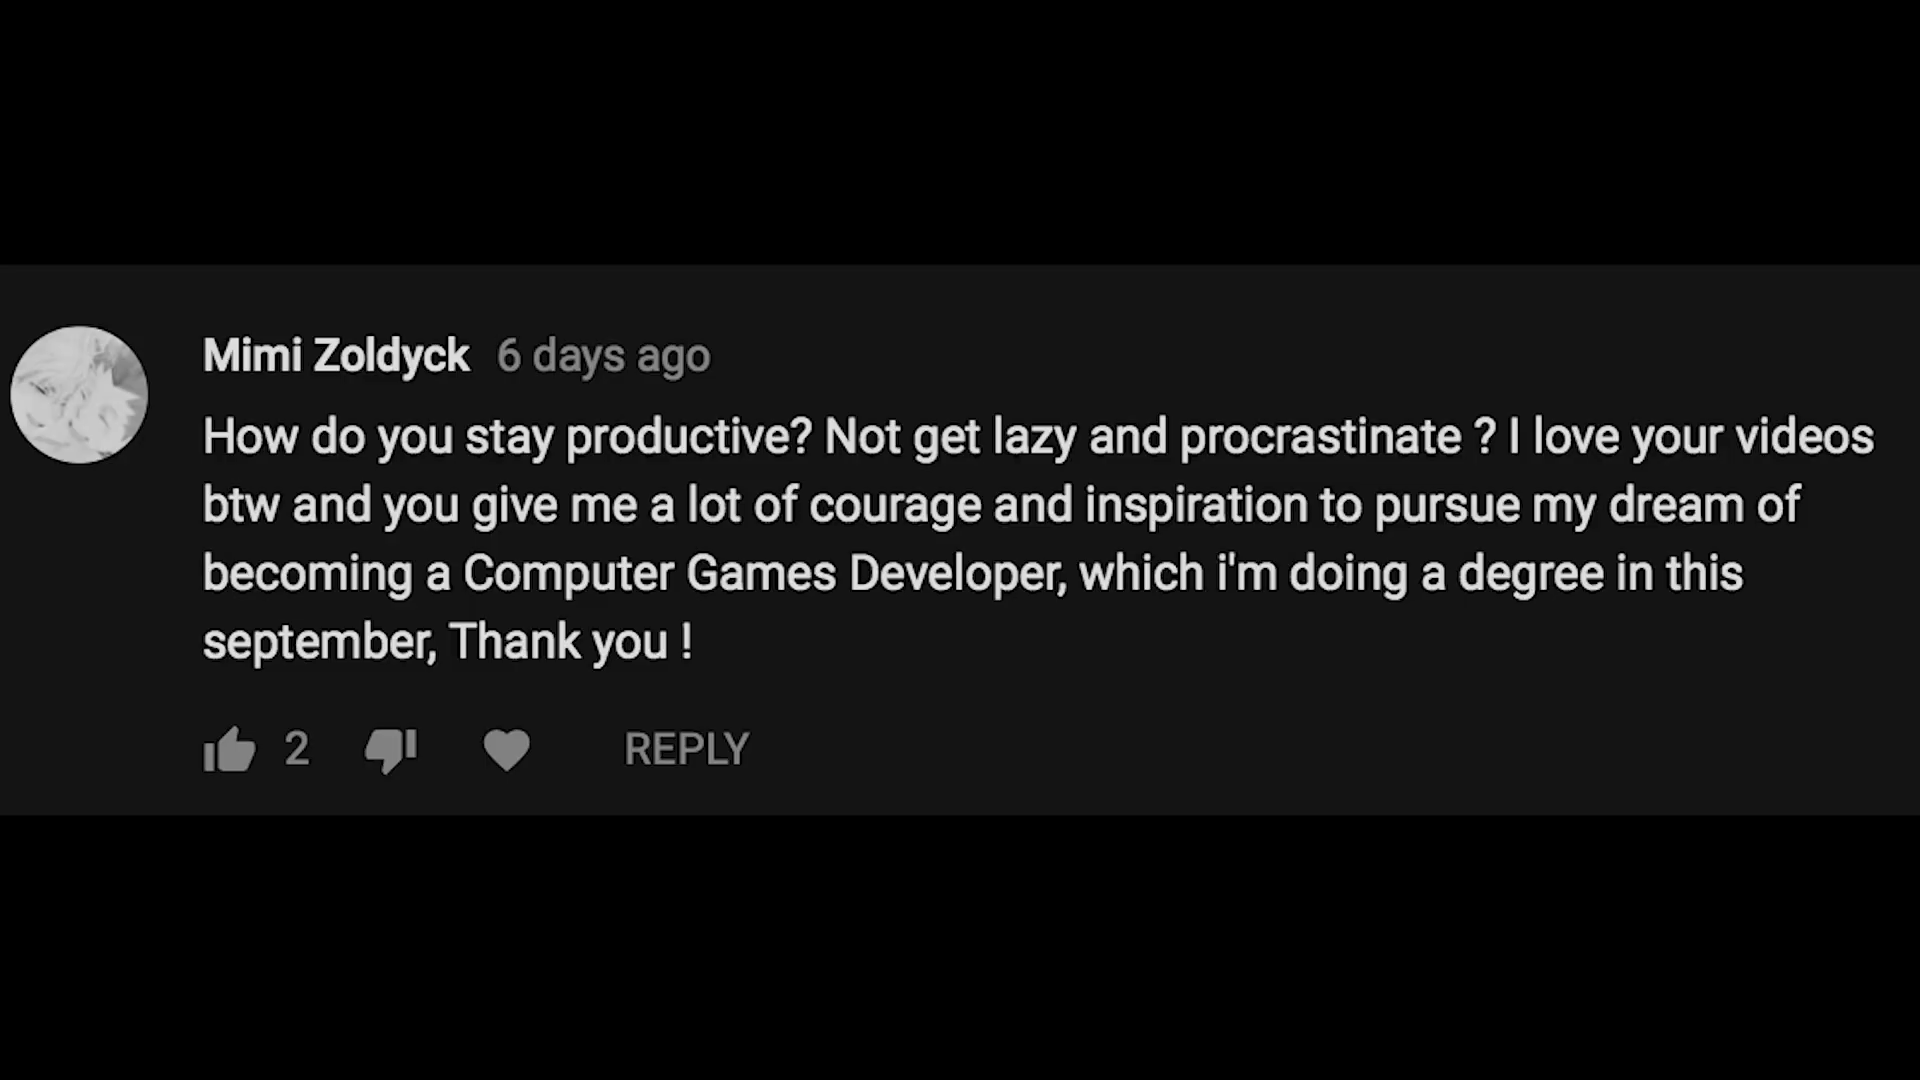 Mimi Zoldyck 6 days ago
How do you stay productive? Not get lazy and procrastinate ? I love your videos
btw and you give me a lot of courage and inspiration to pursue my dream of
becoming a Computer Games Developer, which i'm doing a degree in this
september, Thank you !
2 REPLY